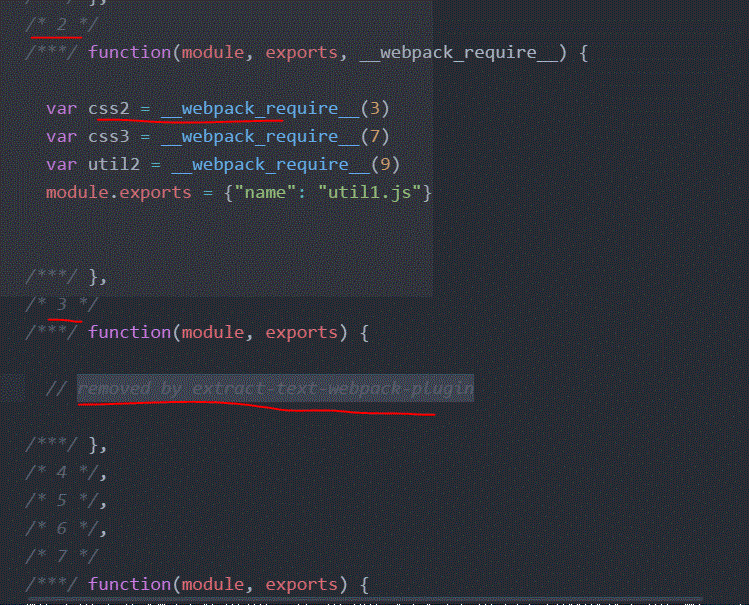 /* 2 */
/***/ function(module, exports, __webpack_require__) {
var css2 = __webpack_require__(3)
var css3 = __webpack_require__(7)
var util2 = __webpack_require__(9)
module.exports = {"name": "util1.js"}
/***/ },
/* 3 */
/***/ function(module, exports) {
// removed by extract-text-webpack-plugin
/***/ },
/* 4 */,
/* 5 */,
/* 6 */,
/* 7 */
/***/ function(module, exports) {